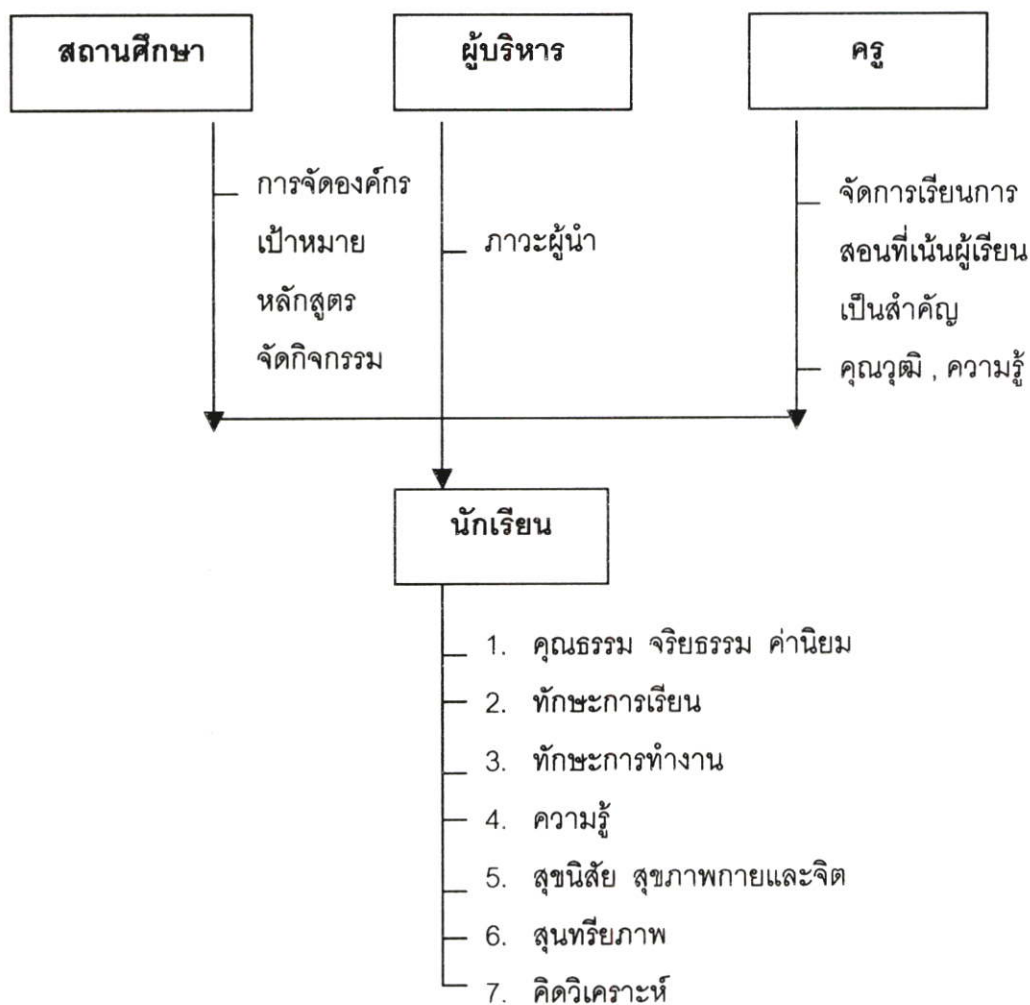 สถานศึกษา
ผู้บริหาร
ครู
การจัดองค์กร
เป้าหมาย
หลักสูตร
จัดกิจกรรม
ภาวะผู้นำ
จัดการเรียนการ
สอนที่เน้นผู้เรียน
เป็นสำคัญ
คุณวุฒิ , ความรู้
นักเรียน
1. คุณธรรม จริยธรรม ค่านิยม
2. ทักษะการเรียน
3. ทักษะการทำงาน
4. ความรู้
5. สุขนิสัย สุขภาพกายและจิต
6. สุนทรียภาพ
7. คิดวิเคราะห์